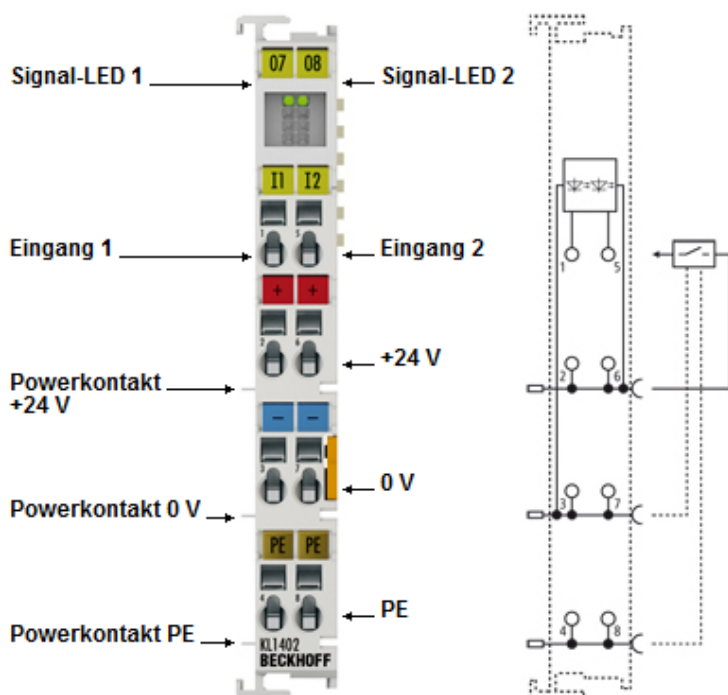 07 08
Signal-LED 1
Signal-LED 2
I1 I2
1 5
Eingang 1
Eingang 2
1 5
+ +
2 6
+24 V
2 6
Powerkontakt
+24 V
− −
3 7
0 V
3 7
Powerkontakt 0 V
PE PE
4 8
PE
4 8
Powerkontakt PE
KL1402
BECKHOFF